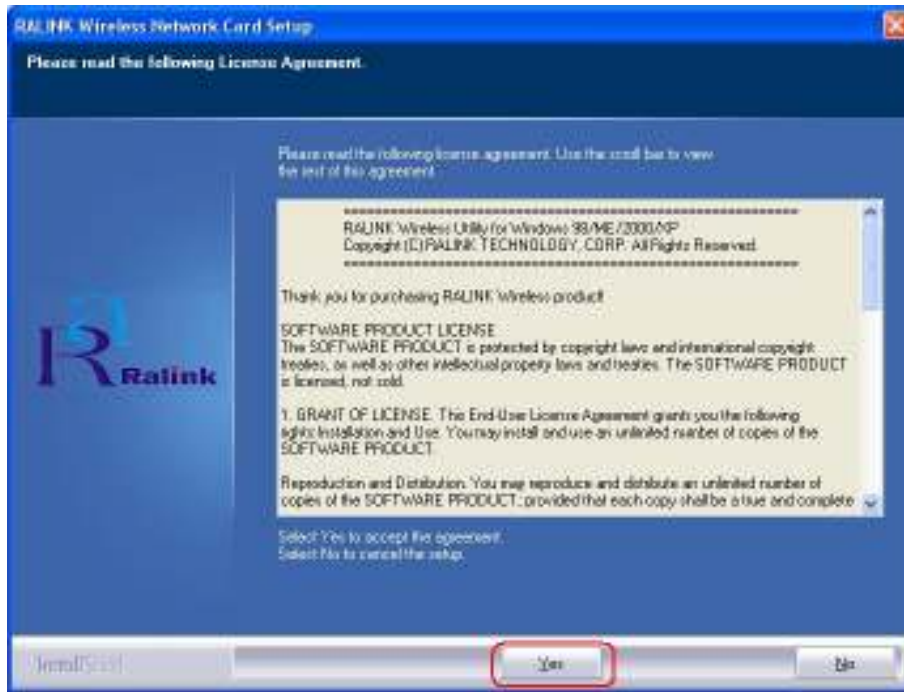 RALINK Wireless Network Card Setup
Please read the following License Agreement.
Please read the following license agreement. Use the scroll bar to view
the rest of this agreement
RALINK Wireless Utility for Windows 98/ME/2000/XP
Copyright (C) RALINK TECHNOLOGY, CORP. All Rights Reserved.
Thank you for purchasing RALINK Wireless product!
SOFTWARE PRODUCT LICENSE
The SOFTWARE PRODUCT is protected by copyright laws and international copyright
treaties, as well as other intellectual property laws and treaties. The SOFTWARE PRODUCT
is licensed, not sold.
1. GRANT OF LICENSE. This End-User License Agreement grants you the following
rights: Installation and Use. You may install and use an unlimited number of copies of the
SOFTWARE PRODUCT.
Reproduction and Distribution. You may reproduce and distribute an unlimited number of
copies of the SOFTWARE PRODUCT; provided that each copy shall be a true and complete
Ralink
Select Yes to accept the agreement.
Select No to cancel the setup.
InstallShield
Yes
No